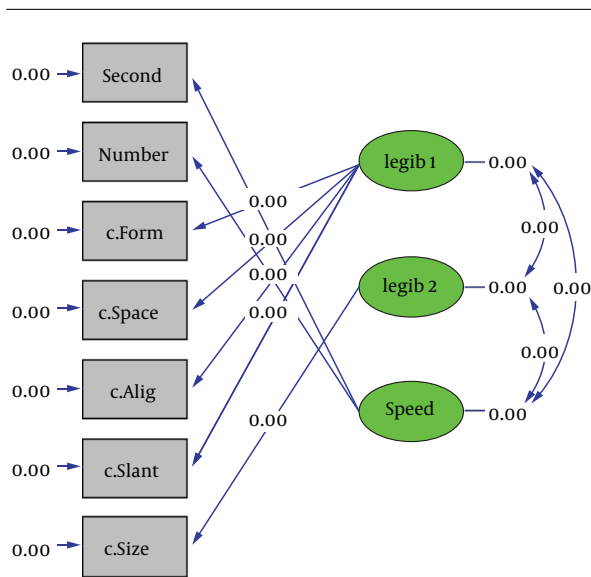 0.00 Second
0.00 Number
0.00 c.Form
0.00 c.Space
0.00 c.Alig
0.00 c.Slant
0.00 c.Size
0.00
0.00
0.00
0.00
0.00
legib 1 0.00
legib 2 0.00
Speed 0.00
0.00
0.00
0.00